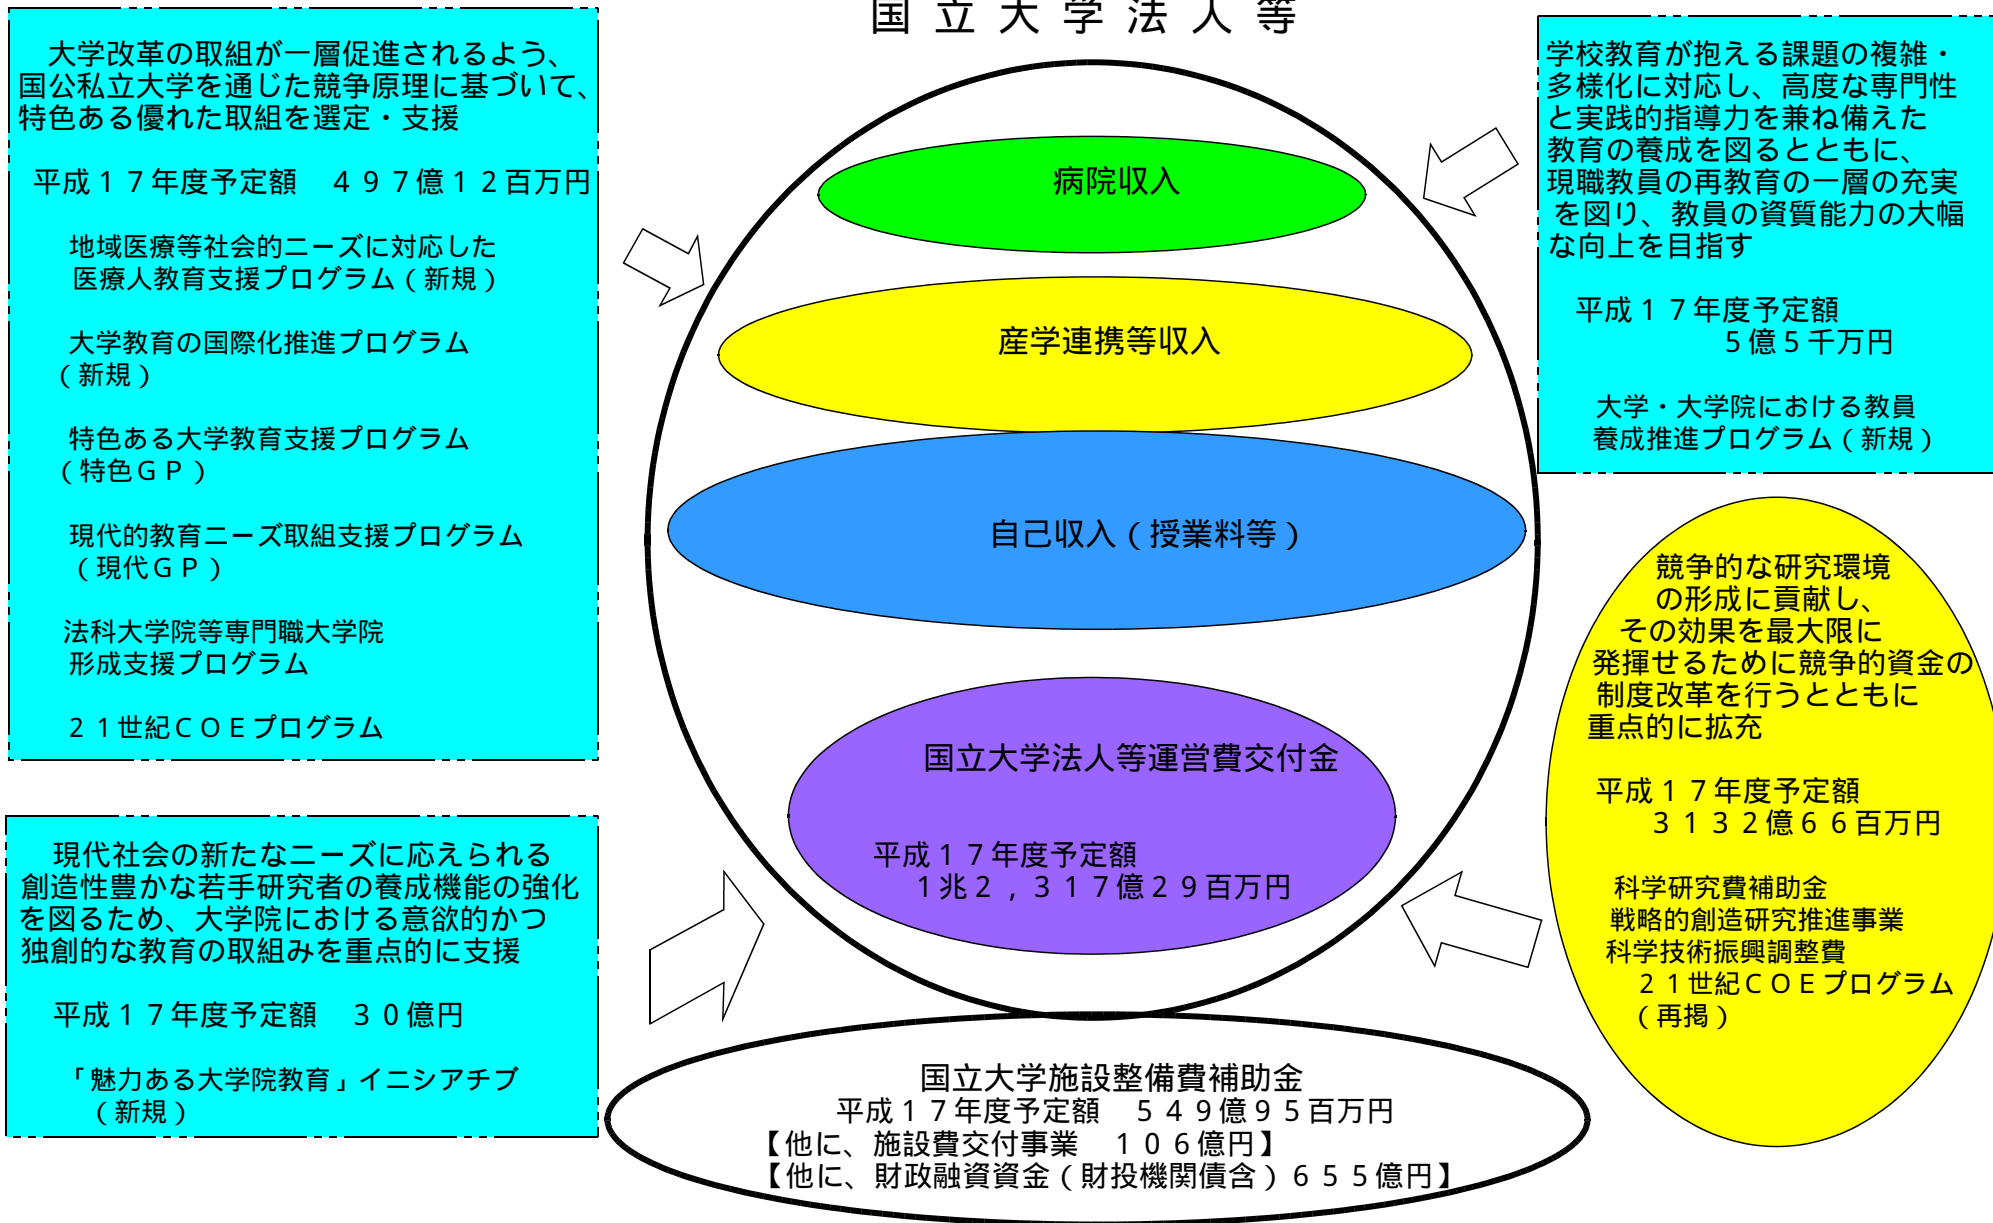 国立大学法人等
大学改革の取組が一層促進されるよう、
国公私立大学を通じた競争原理に基づいて、
特色ある優れた取組を選定・支援
平成１７年度予定額　４９７億１２百万円
地域医療等社会的ニーズに対応した
医療人教育支援プログラム（新規）
大学教育の国際化推進プログラム
（新規）
特色ある大学教育支援プログラム
（特色ＧＰ）
現代的教育ニーズ取組支援プログラム
（現代ＧＰ）
法科大学院等専門職大学院
形成支援プログラム
２１世紀ＣＯＥプログラム
現代社会の新たなニーズに応えられる
創造性豊かな若手研究者の養成機能の強化
を図るため、大学院における意欲的かつ
独創的な教育の取組みを重点的に支援
平成１７年度予定額　３０億円
「魅力ある大学院教育」イニシアチブ
（新規）
病院収入
産学連携等収入
自己収入（授業料等）
国立大学法人等運営費交付金
平成１７年度予定額
１兆２，３１７億２９百万円
国立大学施設整備費補助金
平成１７年度予定額　５４９億９５百万円
【他に、施設費交付事業　１０６億円】
【他に、財政融資資金（財投機関債含）６５５億円】
学校教育が抱える課題の複雑・
多様化に対応し、高度な専門性
と実践的指導力を兼ね備えた
教育の養成を図るとともに、
現職教員の再教育の一層の充実
を図り、教員の資質能力の大幅
な向上を目指す
平成１７年度予定額
５億５千万円
大学・大学院における教員
養成推進プログラム（新規）
競争的な研究環境
の形成に貢献し、
その効果を最大限に
発揮せるために競争的資金の
制度改革を行うとともに
重点的に拡充
平成１７年度予定額
３１３２億６６百万円
科学研究費補助金
戦略的創造研究推進事業
科学技術振興調整費
２１世紀ＣＯＥプログラム
（再掲）